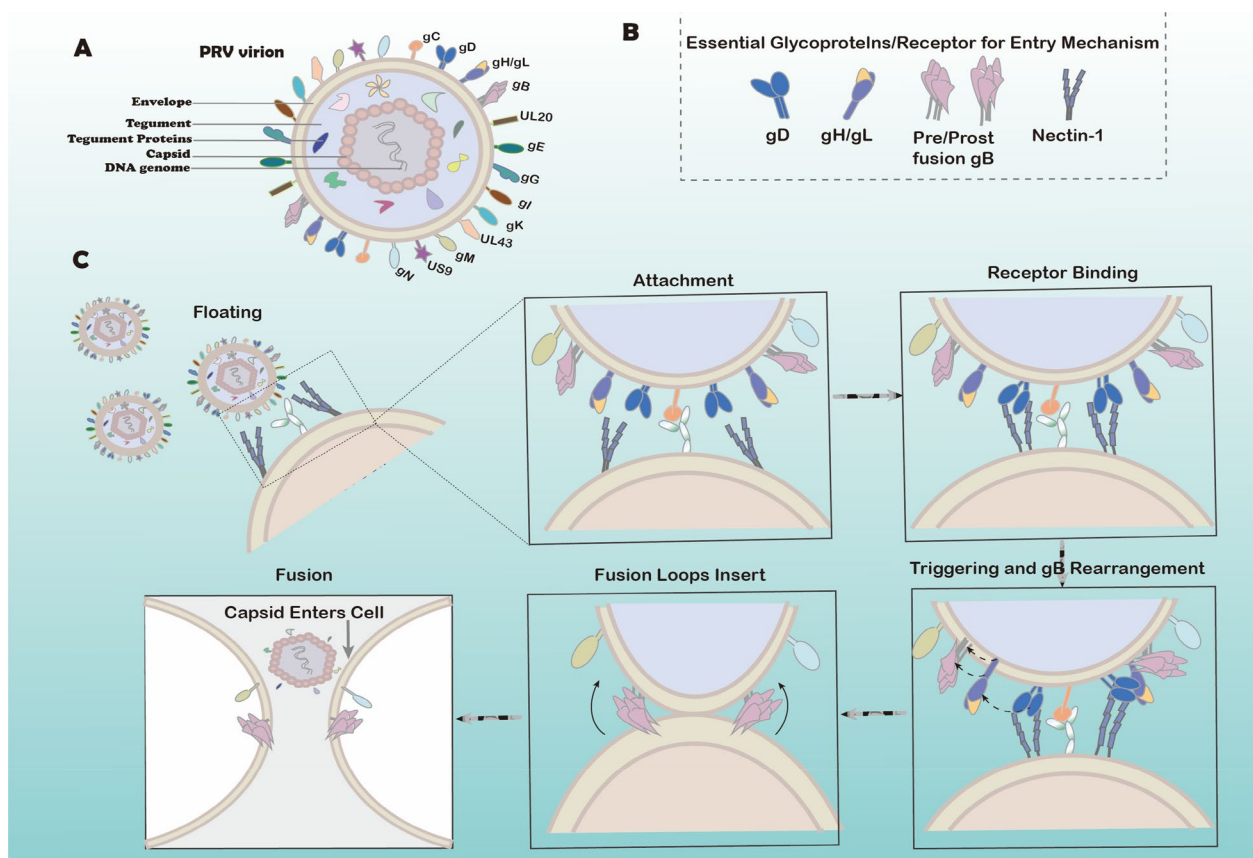 A
PRV virion
Envelope
Tegument
Tegument Proteins
Capsid
DNA genome
gC
gD
gH/gL
gB
UL20
gE
gG
gI
gK
UL43
gM
US9
gN
B
Essential GlycoproteIns/Receptor for Entry Mechanism
gD
gH/gL
Pre/Prost
fusion gB
Nectin-1
C
Floating
Attachment
Receptor Binding
Fusion
Fusion Loops Insert
Triggering and gB Rearrangement
Capsid Enters Cell